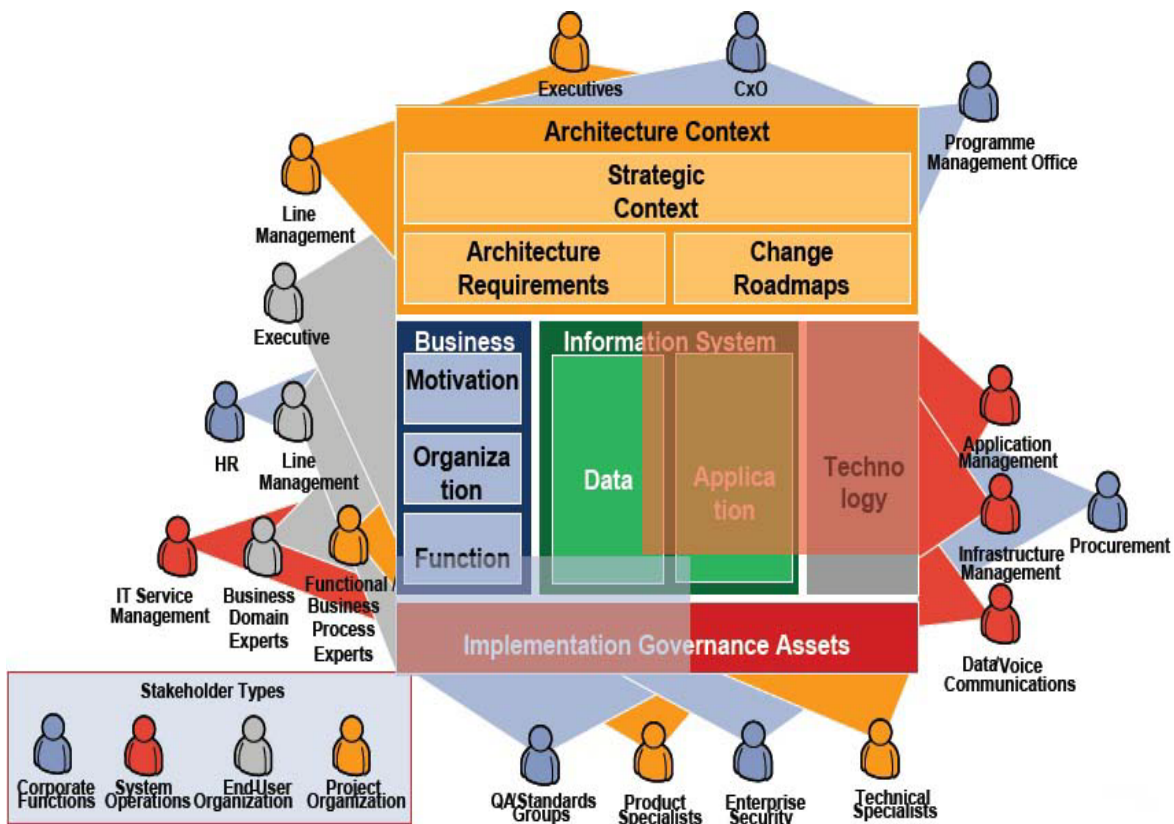 Executives
CxO
Programme
Management Office
Architecture Context
Strategic
Context
Line
Management
Architecture
Requirements
Change
Roadmaps
Executive
Business
Information System
Motivation
HR
Line
Management
Organiza
tion
Data
Applica
tion
Techno
logy
Application
Management
Function
Infrastructure
Management
Procurement
IT Service
Management
Business
Domain
Experts
Functional /
Business
Process
Experts
Implementation Governance Assets
Data/Voice
Communications
Stakeholder Types
Corporate
Functions
System
Operations
End-User
Organization
Project
Organization
QA/Standards
Groups
Product
Specialists
Enterprise
Security
Technical
Specialists